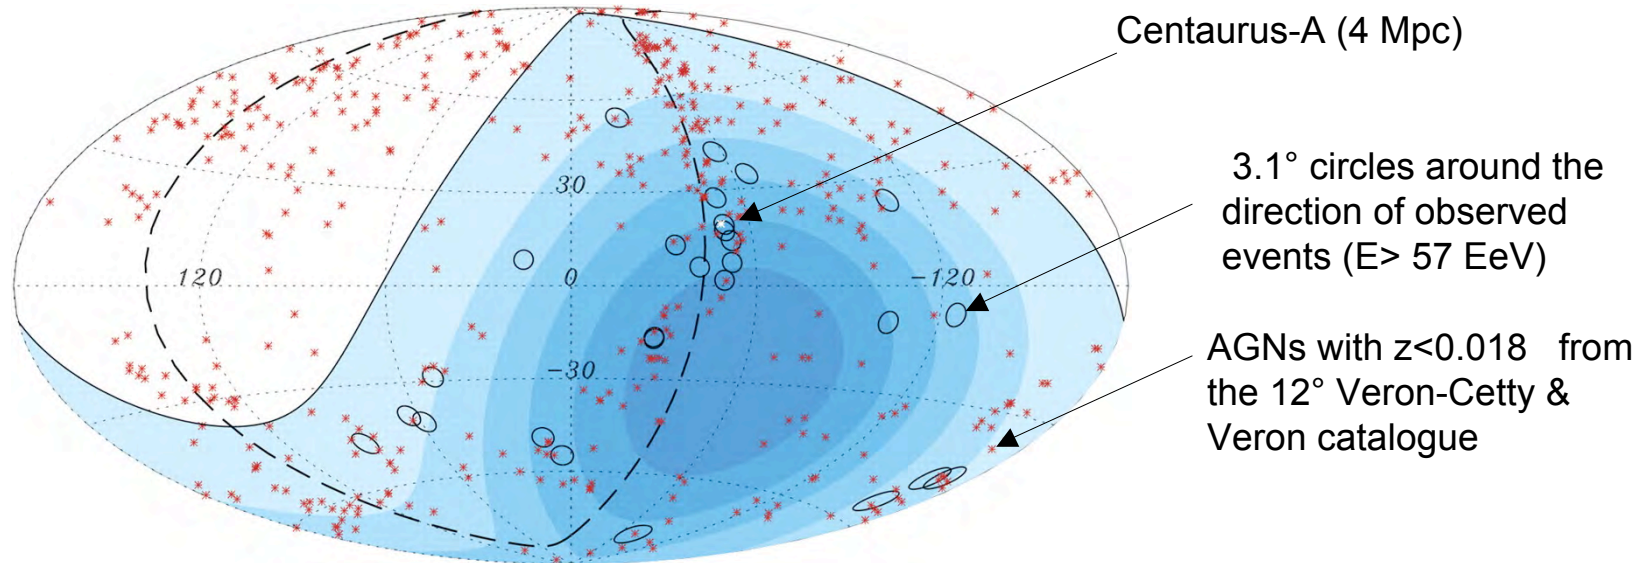 Centaurus-A (4 Mpc)
3.1° circles around the
direction of observed
events (E> 57 EeV)
30
120
0
-120
AGNs with z<0.018 from
the 12° Veron-Cetty &
Veron catalogue
-30